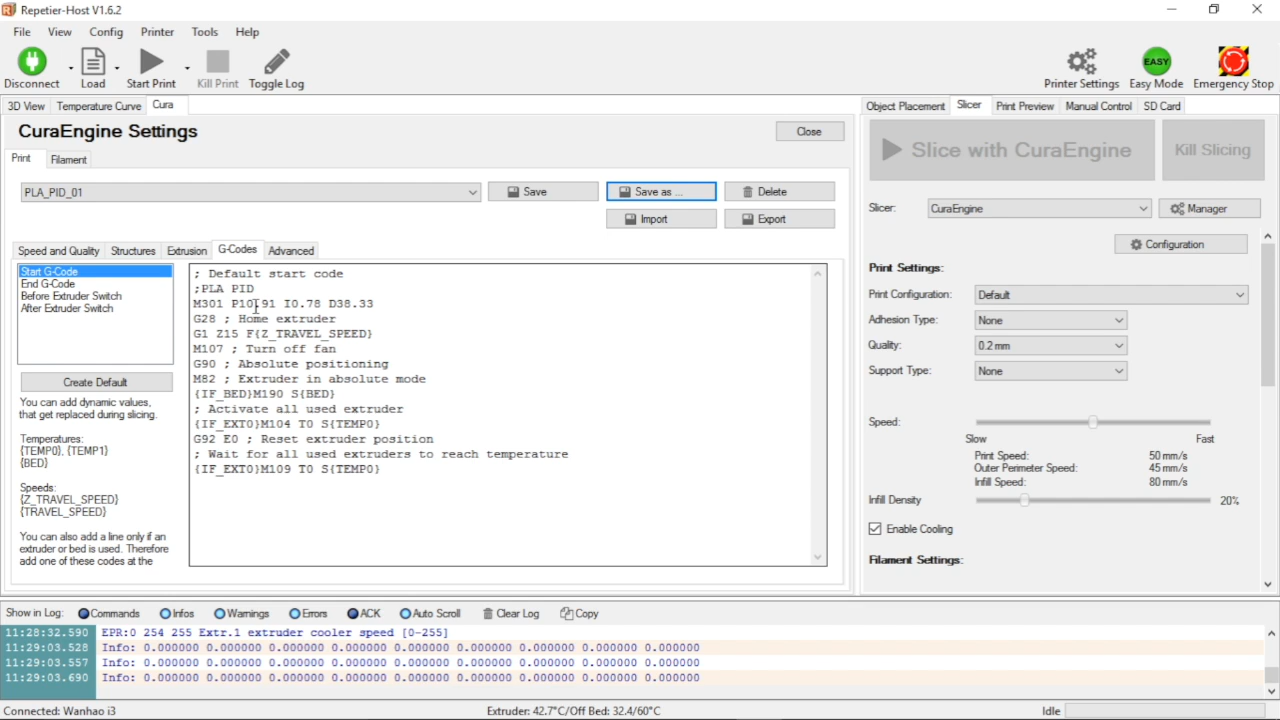 Repetier-Host V1.6.2
File View Config Printer Tools Help
Disconnect Load Start Print Kill Print Toggle Log Printer Settings EASY Easy Mode Emergency Stop
3D View Temperature Curve Cura
Object Placement Slicer Print Preview Manual Control SD Card
CuraEngine Settings
Close
Print Filament
PLA_PID_01
Save Save as ... Delete
Import Export
Speed and Quality Structures Extrusion G-Codes Advanced
Start G-Code
End G-Code
Before Extruder Switch
After Extruder Switch
Create Default
You can add dynamic values,
that get replaced during slicing.
Temperatures:
{TEMP0}, {TEMP1}
{BED}
Speeds:
{Z_TRAVEL_SPEED}
{TRAVEL_SPEED}
You can also add a line only if an
extruder or bed is used. Therefore
add one of these codes at the
; Default start code
;PLA PID
M301 P10.91 I0.78 D38.33
G28 ; Home extruder
G1 Z15 F{Z_TRAVEL_SPEED}
M107 ; Turn off fan
G90 ; Absolute positioning
M82 ; Extruder in absolute mode
{IF_BED}M190 S{BED}
; Activate all used extruder
{IF_EXT0}M104 T0 S{TEMP0}
G92 E0 ; Reset extruder position
; Wait for all used extruders to reach temperature
{IF_EXT0}M109 T0 S{TEMP0}
Slice with CuraEngine Kill Slicing
Slicer: CuraEngine Manager
Configuration
Print Settings:
Print Configuration: Default
Adhesion Type: None
Quality: 0.2 mm
Support Type: None
Speed:
Slow Fast
Print Speed: 50 mm/s
Outer Perimeter Speed: 45 mm/s
Infill Speed: 80 mm/s
Infill Density 20%
Enable Cooling
Filament Settings:
Show in Log: Commands Infos Warnings Errors ACK Auto Scroll Clear Log Copy
11:28:32.590 EPR:0 254 255 Extr.1 extruder cooler speed [0-255]
11:29:03.528 Info: 0.000000 0.000000 0.000000 0.000000 0.000000 0.000000 0.000000 0.000000 0.000000
11:29:03.557 Info: 0.000000 0.000000 0.000000 0.000000 0.000000 0.000000 0.000000 0.000000 0.000000
11:29:03.690 Info: 0.000000 0.000000 0.000000 0.000000 0.000000 0.000000 0.000000 0.000000 0.000000
Connected: Wanhao i3 Extruder: 42.7°C/Off Bed: 32.4/60°C Idle